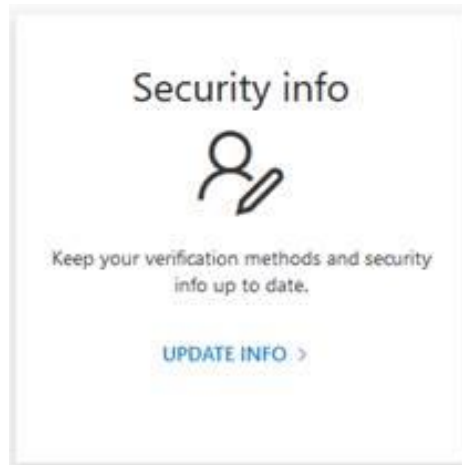 Security info
Keep your verification methods and security
info up to date.
UPDATE INFO >